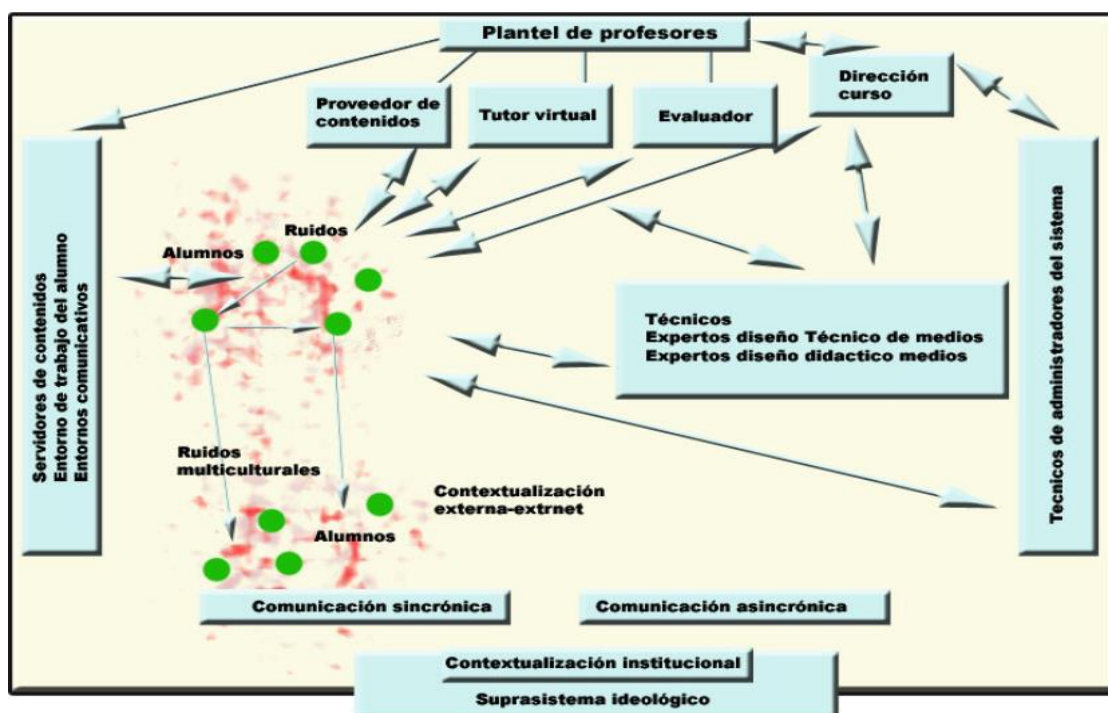 Plantel de profesores
Dirección
curso
Proveedor de
contenidos
Tutor virtual
Evaluador
Servidores de contenidos
Entorno de trabajo del alumno
Entornos comunicativos
Ruidos
Alumnos
Técnicos
Expertos diseño Técnico de medios
Expertos diseño didactico medios
Tecnicos de administradores del sistema
Ruidos
multiculturales
Contextualización
externa-extrnet
Alumnos
Comunicación sincrónica
Comunicación asincrónica
Contextualización institucional
Suprasistema ideológico